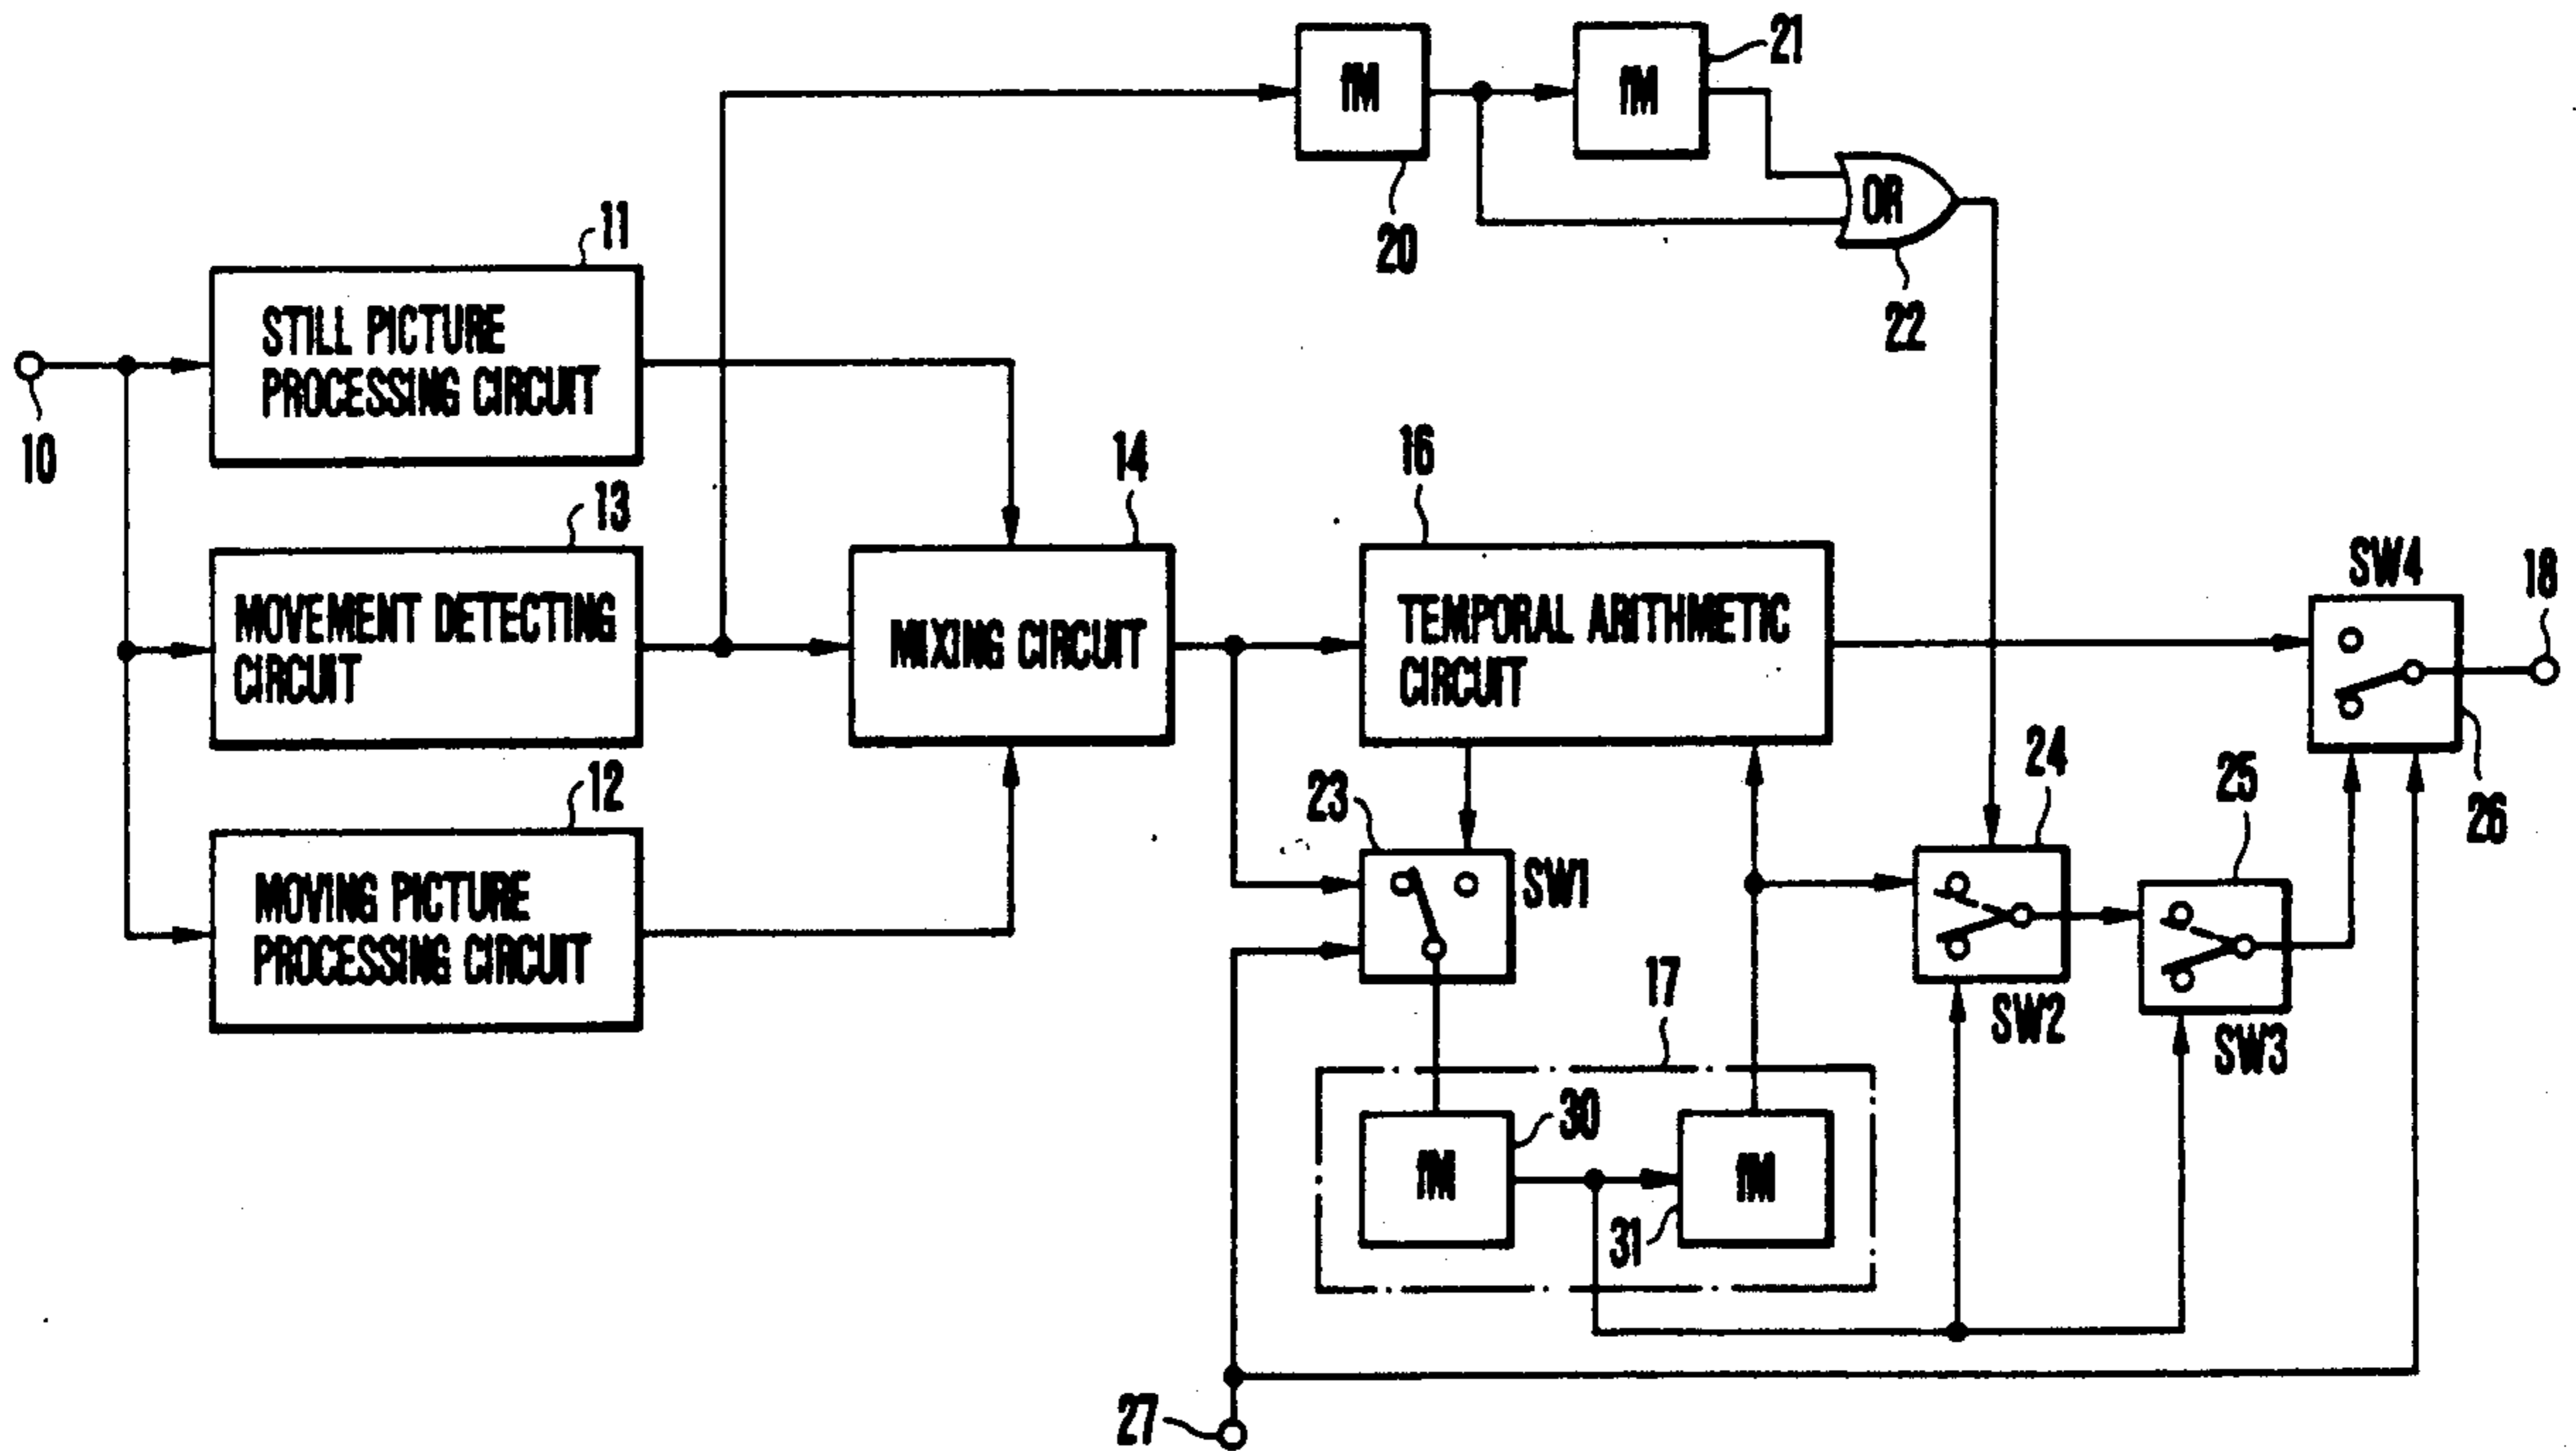 fM
fM
21
20
OR
22
11
STILL PICTURE
PROCESSING CIRCUIT
10
13
MOVEMENT DETECTING
CIRCUIT
12
MOVING PICTURE
PROCESSING CIRCUIT
14
MIXING CIRCUIT
16
TEMPORAL ARITHMETIC
CIRCUIT
SW4
18
26
23
SW1
24
SW2
25
SW3
17
fM
30
fM
31
27